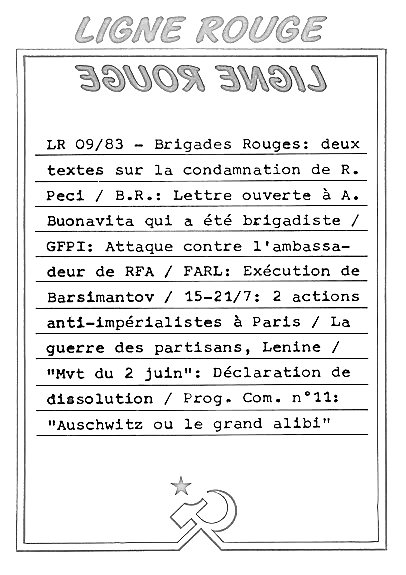 LIGNE ROUGE
LIGNE ROUGE
LR 09/83 - Brigades Rouges: deux
textes sur la condamnation de R.
Peci / B.R.: Lettre ouverte à A.
Buonavita qui a été brigadiste /
GFPI: Attaque contre l'ambassa-
deur de RFA / FARL: Exécution de
Barsimantov / 15-21/7: 2 actions
anti-impérialistes à Paris / La
guerre des partisans, Lenine /
"Mvt du 2 juin": Déclaration de
dissolution / Prog. Com. n°11:
"Auschwitz ou le grand alibi"